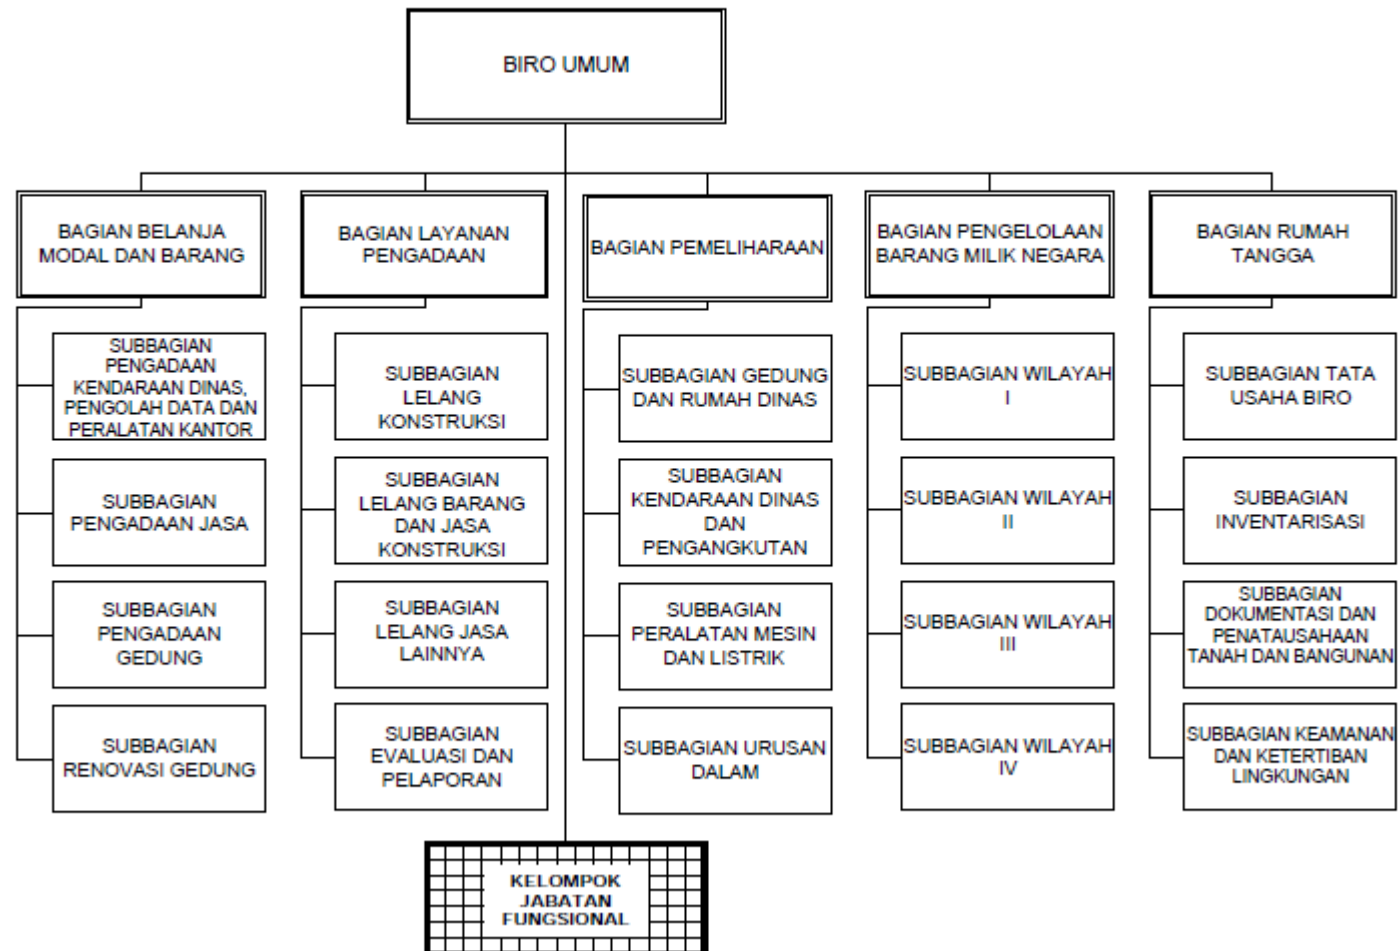 BIRO UMUM
BAGIAN BELANJA
MODAL DAN BARANG
BAGIAN LAYANAN
PENGADAAN
BAGIAN PEMELIHARAAN
BAGIAN PENGELOLAAN
BARANG MILIK NEGARA
BAGIAN RUMAH
TANGGA
SUBBAGIAN
PENGADAAN
KENDARAAN DINAS,
PENGOLAH DATA DAN
PERALATAN KANTOR
SUBBAGIAN
LELANG
KONSTRUKSI
SUBBAGIAN GEDUNG
DAN RUMAH DINAS
SUBBAGIAN WILAYAH
I
SUBBAGIAN TATA
USAHA BIRO
SUBBAGIAN
PENGADAAN JASA
SUBBAGIAN
LELANG BARANG
DAN JASA
KONSTRUKSI
SUBBAGIAN
KENDARAAN DINAS
DAN
PENGANGKUTAN
SUBBAGIAN WILAYAH
II
SUBBAGIAN
INVENTARISASI
SUBBAGIAN
PENGADAAN
GEDUNG
SUBBAGIAN
LELANG JASA
LAINNYA
SUBBAGIAN
PERALATAN MESIN
DAN LISTRIK
SUBBAGIAN WILAYAH
III
SUBBAGIAN
DOKUMENTASI DAN
PENATAUSAHAAN
TANAH DAN BANGUNAN
SUBBAGIAN
RENOVASI GEDUNG
SUBBAGIAN
EVALUASI DAN
PELAPORAN
SUBBAGIAN URUSAN
DALAM
SUBBAGIAN WILAYAH
IV
SUBBAGIAN KEAMANAN
DAN KETERTIBAN
LINGKUNGAN
KELOMPOK
JABATAN
FUNGSIONAL